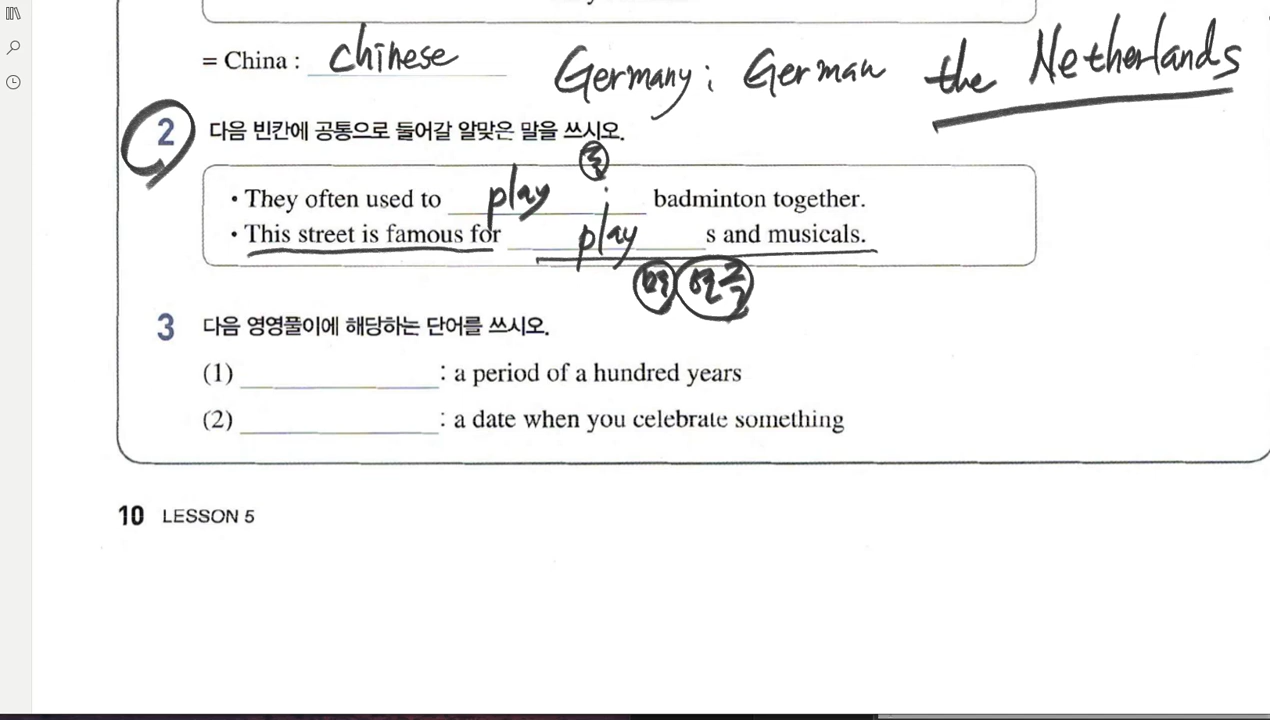 = China : chinese Germany : German the Netherlands
2 다음 빈칸에 공통으로 들어갈 알맞은 말을 쓰시오.
동
• They often used to play badminton together.
• This street is famous for play s and musicals.
명 연극
3 다음 영영풀이에 해당하는 단어를 쓰시오.
(1) : a period of a hundred years
(2) : a date when you celebrate something
10 LESSON 5